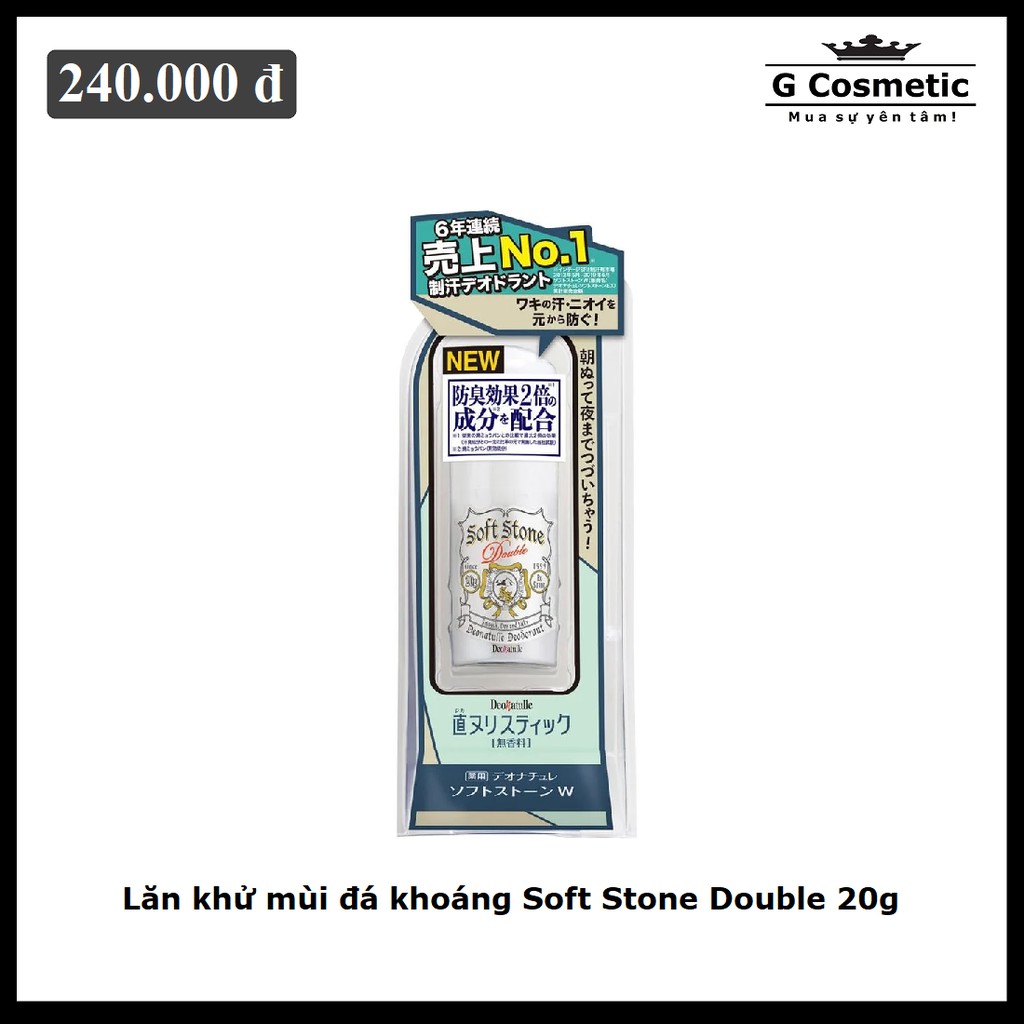 240.000 đ
G Cosmetic
Mua sự yên tâm!
6年連続
売上No.1
制汗デオドラント
ワキの汗・ニオイを
元から防ぐ！
朝ぬって夜までつづいちゃう！
NEW
防臭効果2倍の
成分を配合
Soft Stone
Double
since
1954
Deonatulle Deodorant
Deonatulle
Deonatulle
直ヌリスティック
［無香料］
薬用 デオナチュレ
ソフトストーン W
Lăn khử mùi đá khoáng Soft Stone Double 20g